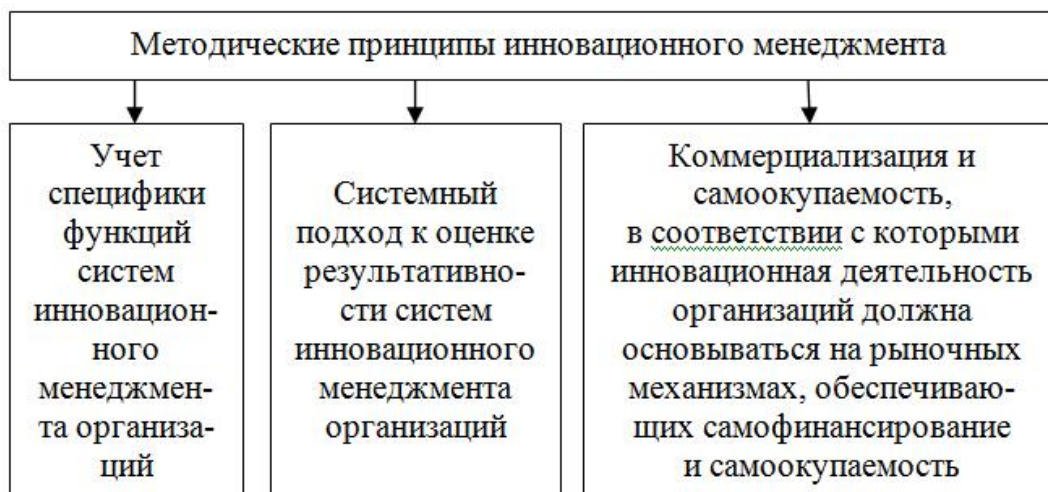 Методические принципы инновационного менеджмента
Учет
специфики
функций
систем
инновацион-
ного
менеджмен-
та организа-
ций
Системный
подход к оценке
результативно-
сти систем
инновационного
менеджмента
организаций
Коммерциализация и
самоокупаемость,
в соответствии с которыми
инновационная деятельность
организаций должна
основываться на рыночных
механизмах, обеспечиваю-
щих самофинансирование
и самоокупаемость